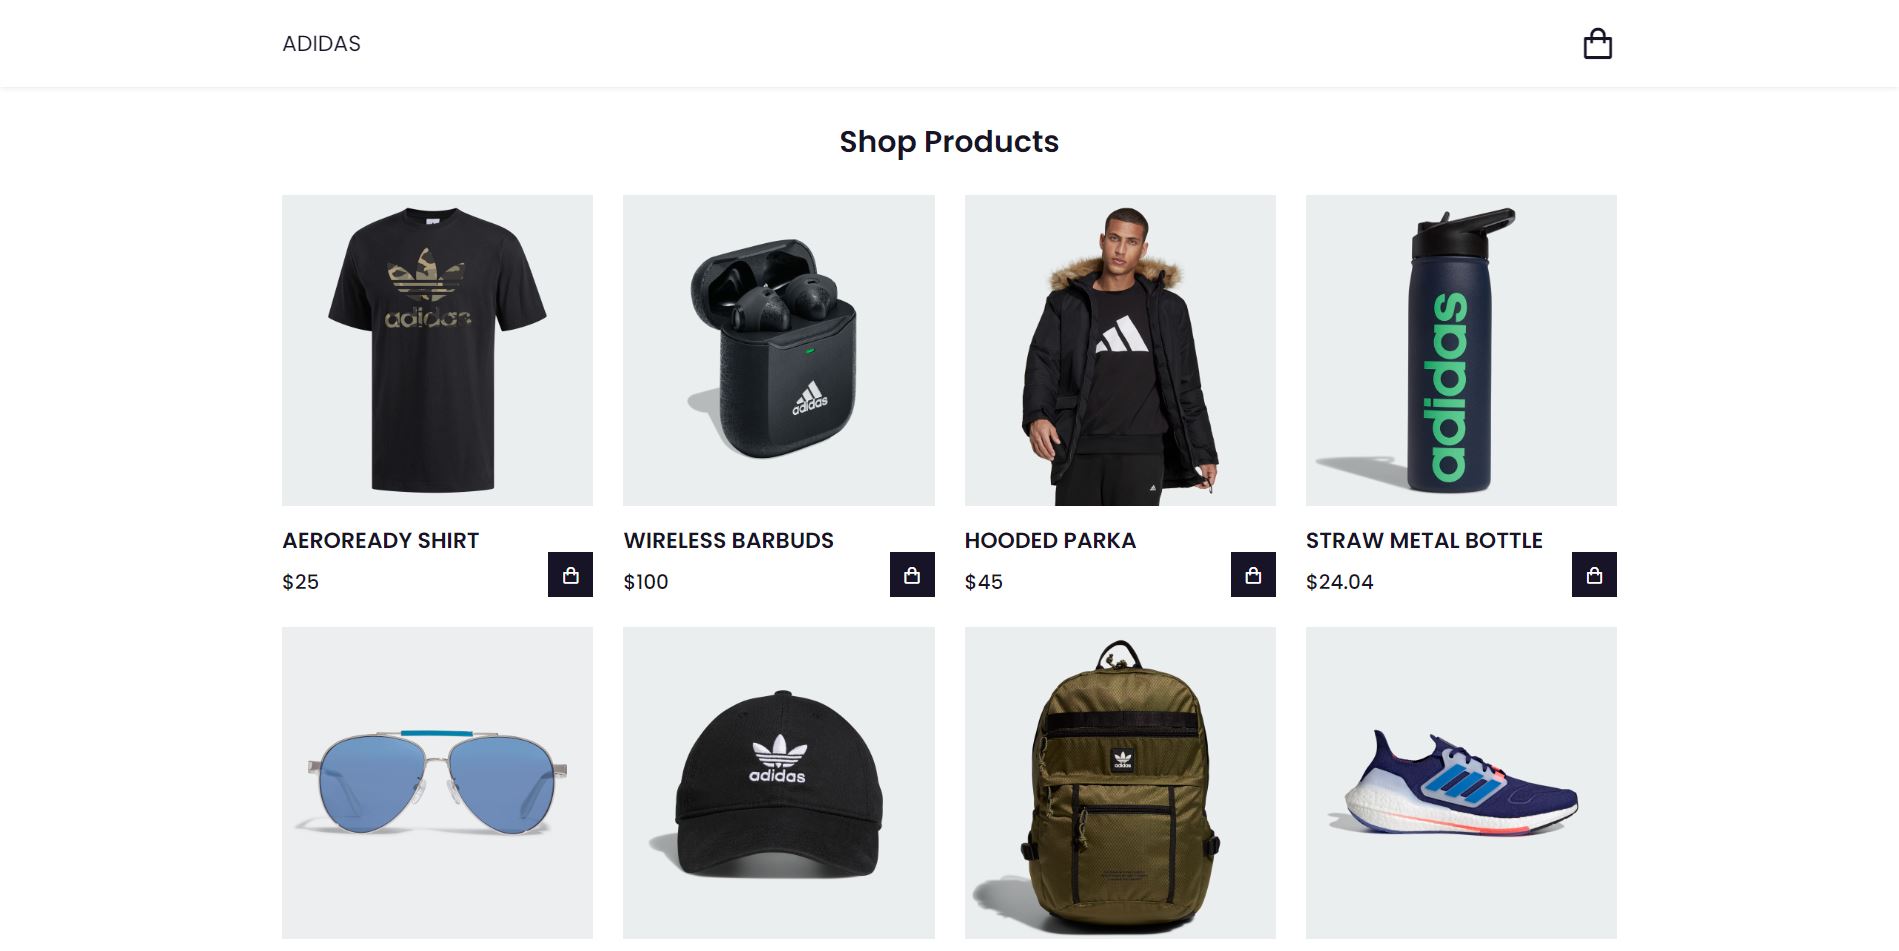 ADIDAS
Shop Products
adidas
adidas
adidas
AEROREADY SHIRT
WIRELESS BARBUDS
HOODED PARKA
STRAW METAL BOTTLE
$25
$100
$45
$24.04
adidas
adidas